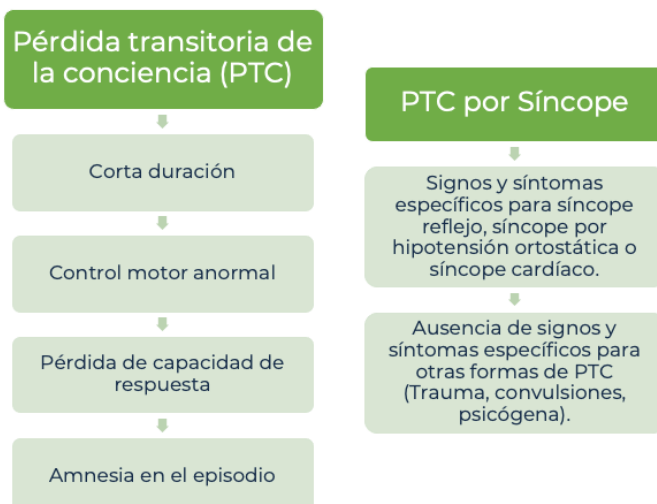 Pérdida transitoria de
la conciencia (PTC)
Corta duración
Control motor anormal
Pérdida de capacidad de
respuesta
Amnesia en el episodio
PTC por Síncope
Signos y síntomas
específicos para síncope
reflejo, síncope por
hipotensión ortostática o
síncope cardíaco.
Ausencia de signos y
síntomas específicos para
otras formas de PTC
(Trauma, convulsiones,
psicógena).